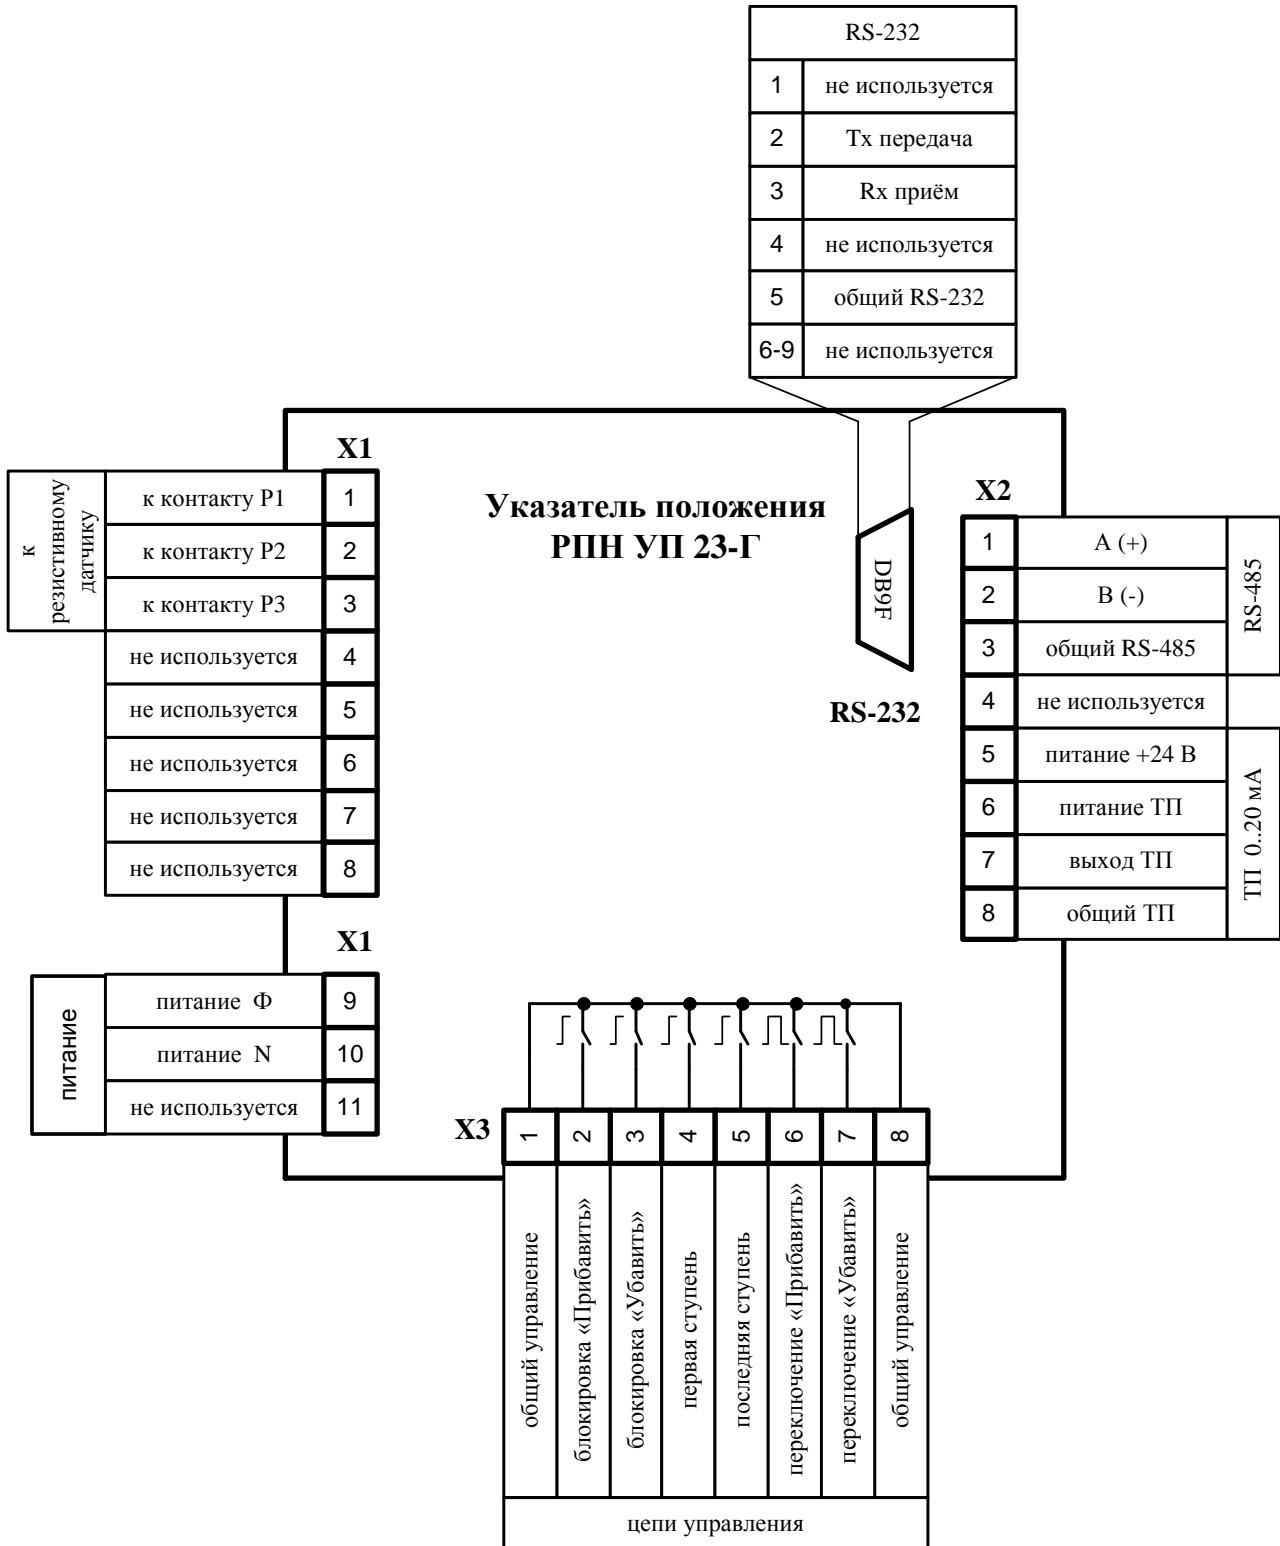 RS-232
1 не используется
2 Tx передача
3 Rx приём
4 не используется
5 общий RS-232
6-9 не используется
Указатель положения
РПН УП 23-Г
DB9F
RS-232
X1
к
резистивному
датчику
к контакту P1 1
к контакту P2 2
к контакту P3 3
не используется 4
не используется 5
не используется 6
не используется 7
не используется 8
X1
питание
питание Ф 9
питание N 10
не используется 11
X2
1 A (+)
2 B (-)
3 общий RS-485
RS-485
4 не используется
5 питание +24 В
6 питание ТП
7 выход ТП
8 общий ТП
ТП 0..20 мА
X3
1 общий управление
2 блокировка «Прибавить»
3 блокировка «Убавить»
4 первая ступень
5 последняя ступень
6 переключение «Прибавить»
7 переключение «Убавить»
8 общий управление
цепи управления